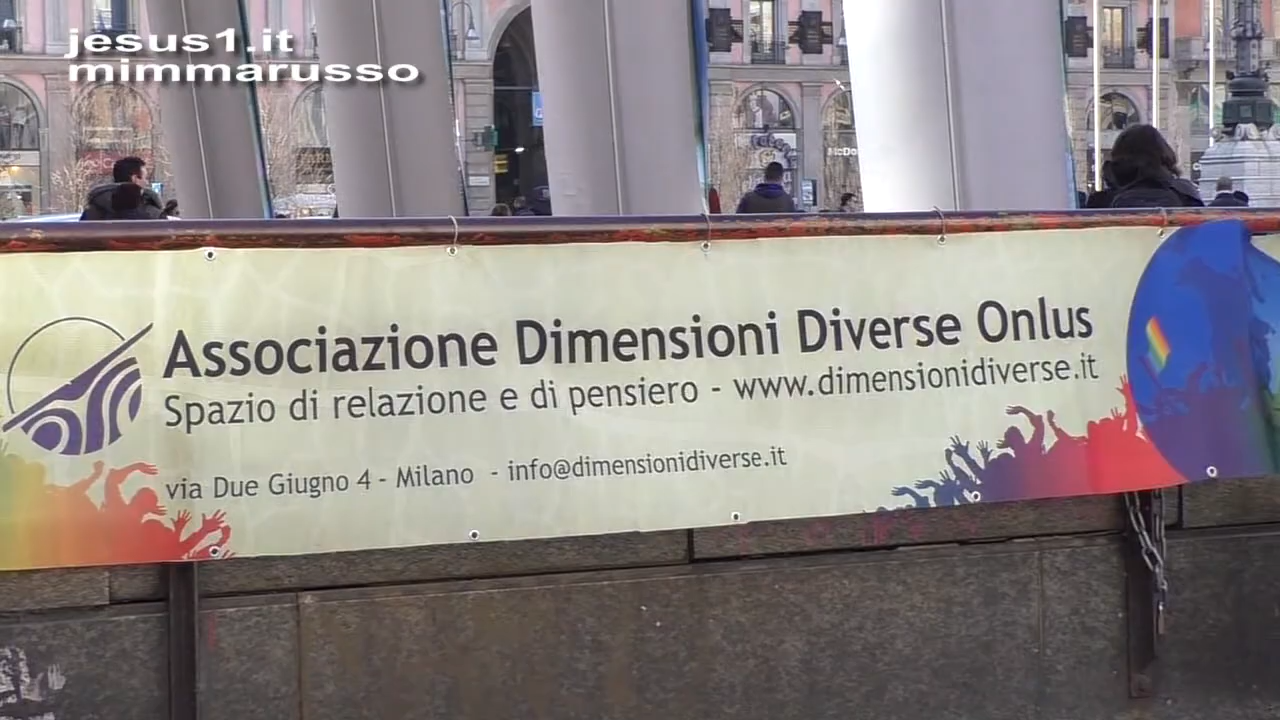 jesus1.it
mimmarusso
McDo
Associazione Dimensioni Diverse Onlus
Spazio di relazione e di pensiero - www.dimensionidiverse.it
via Due Giugno 4 - Milano - info@dimensionidiverse.it